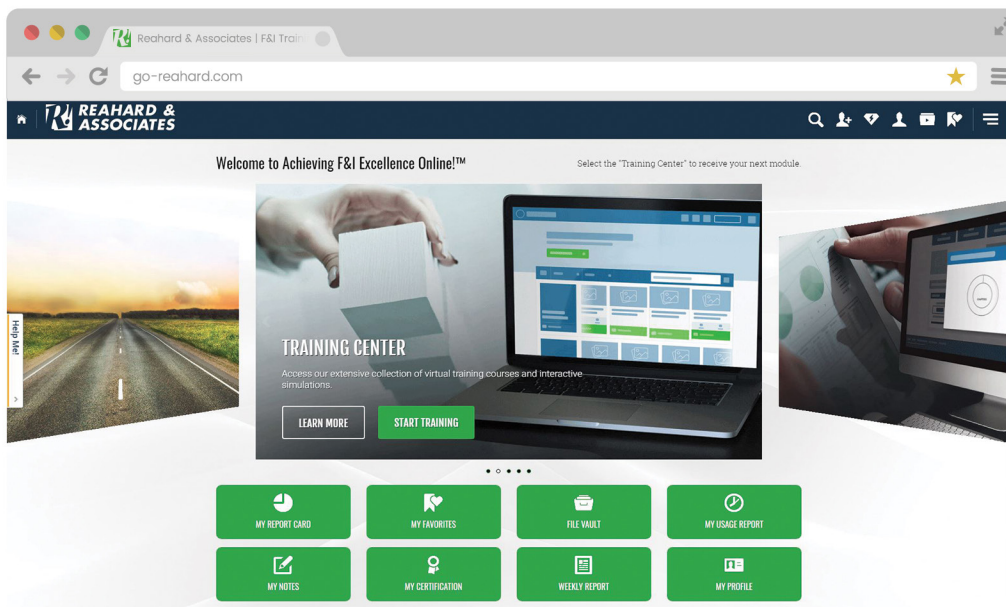 Reahard & Associates | F&I Train
go-reahard.com
REAHARD &
ASSOCIATES
Welcome to Achieving F&I Excellence Online!™
Select the "Training Center" to receive your next module.
Help Me!
TRAINING CENTER
Access our extensive collection of virtual training courses and interactive
simulations.
LEARN MORE
START TRAINING
MY REPORT CARD
MY FAVORITES
FILE VAULT
MY USAGE REPORT
MY NOTES
MY CERTIFICATION
WEEKLY REPORT
MY PROFILE